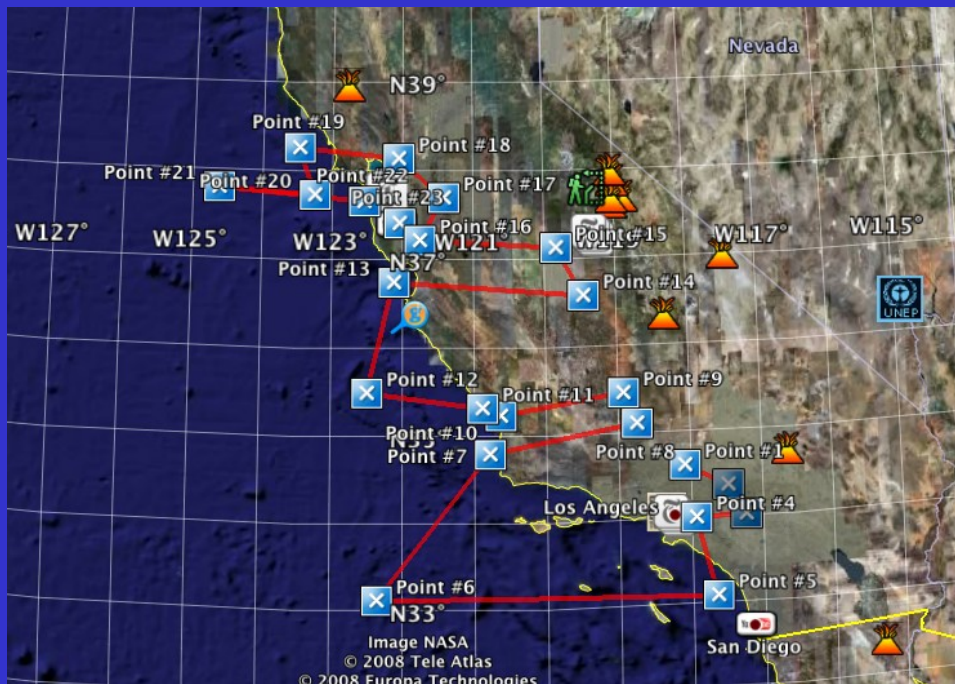 Nevada
N39°
Point #19
Point #18
Point #21
Point #20
Point #22
Point #17
Point #23
Point #16
Point #15
W127°
W125°
W123°
W121°
W117°
W115°
Point #13
N37°
Point #14
UNEP
Point #12
Point #9
Point #11
Point #10
Point #7
Point #8
Point #1
Los Angeles
Point #4
Point #6
Point #5
N33°
San Diego
Image NASA
© 2008 Tele Atlas
© 2008 Europa Technologies